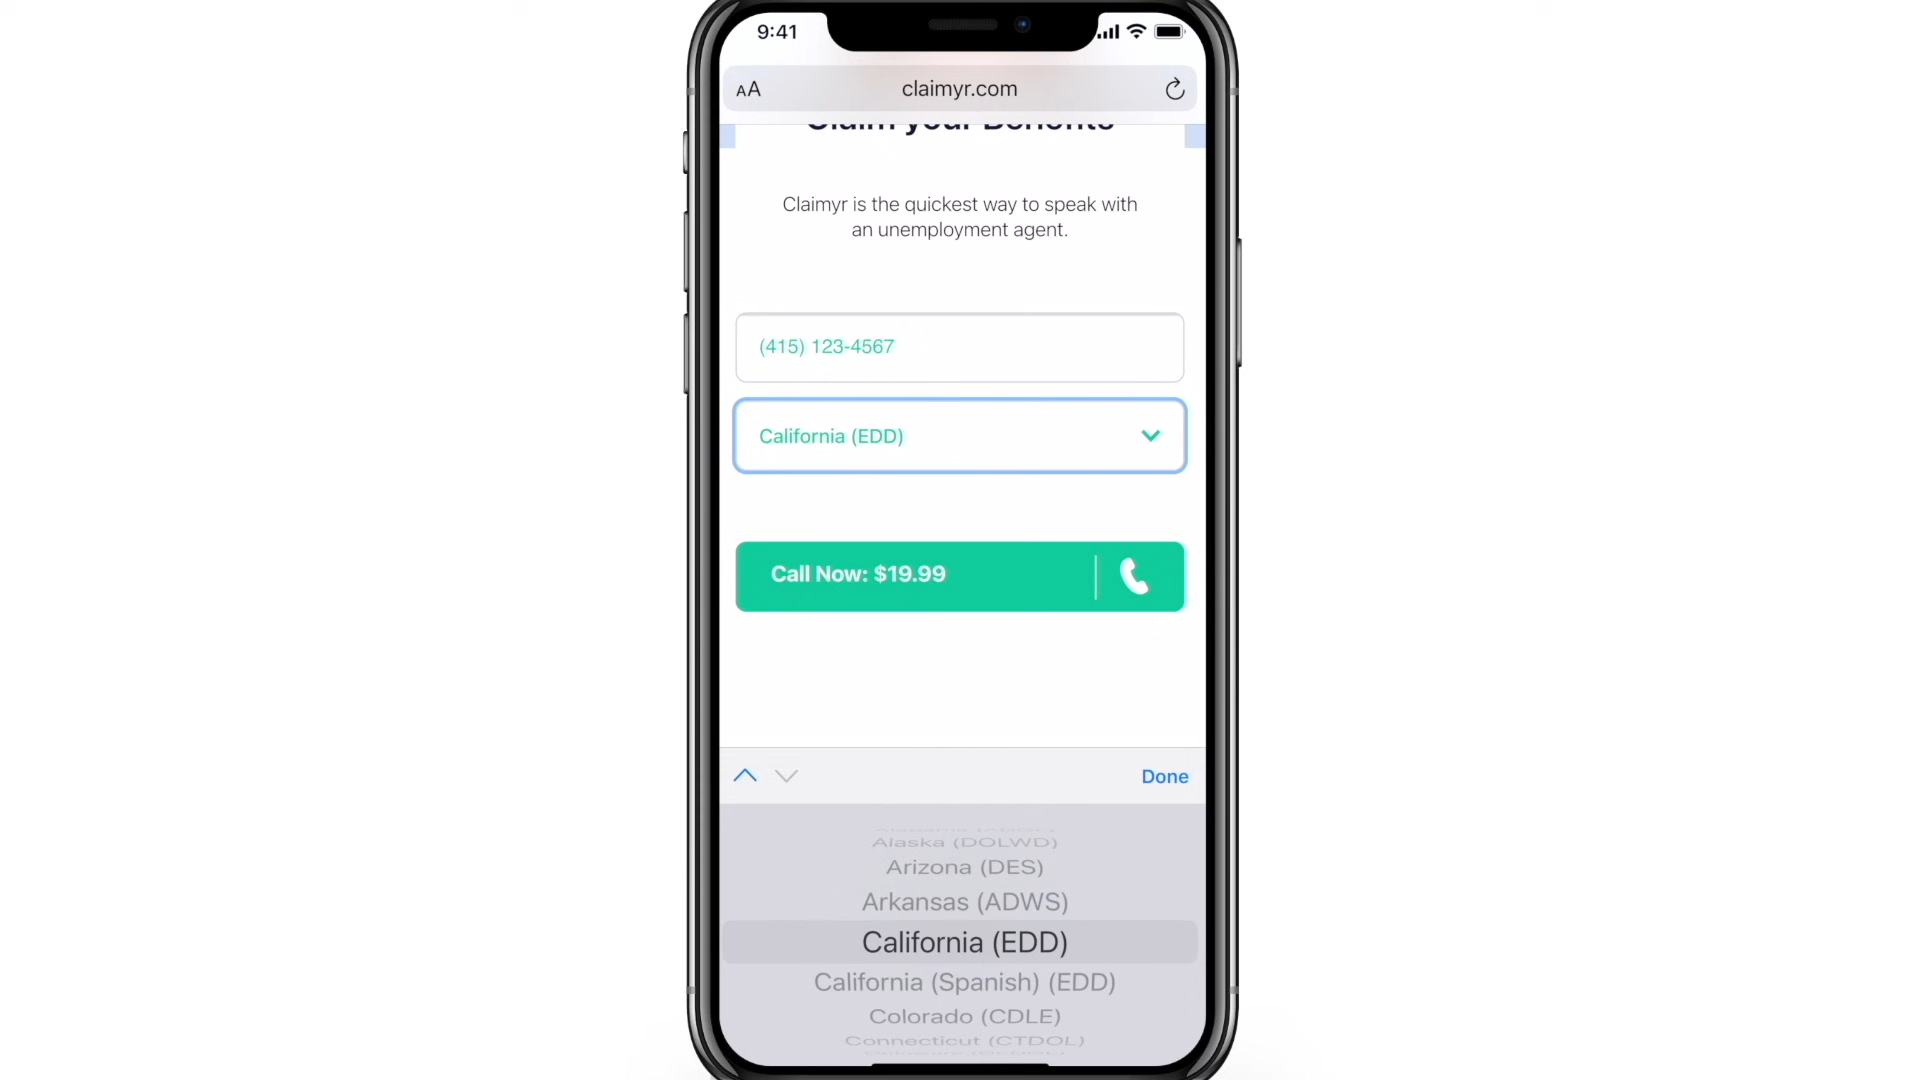 9:41
AA
claimyr.com
Claim your Benefits
Claimyr is the quickest way to speak with
an unemployment agent.
(415) 123-4567
California (EDD)
Call Now: $19.99
Done
Alaska (DOLWD)
Arizona (DES)
Arkansas (ADWS)
California (EDD)
California (Spanish) (EDD)
Colorado (CDLE)
Connecticut (CTDOL)